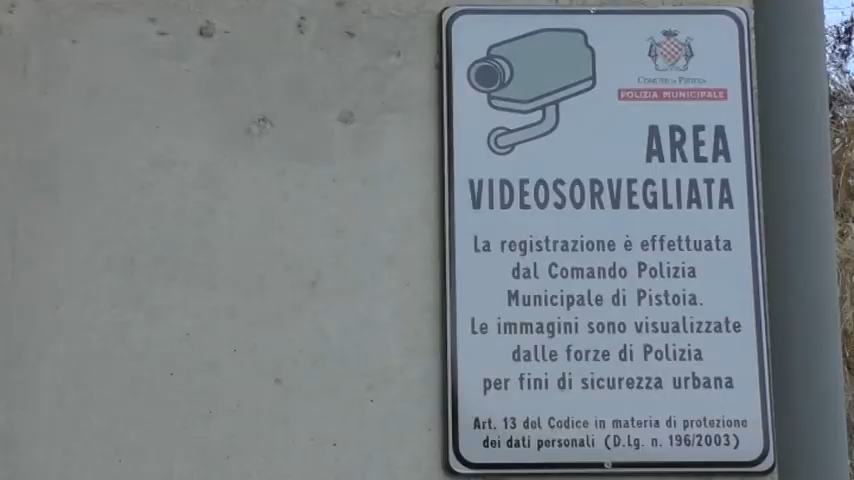 COMUNE DI PISTOIA
POLIZIA MUNICIPALE
AREA
VIDEOSORVEGLIATA
La registrazione è effettuata
dal Comando Polizia
Municipale di Pistoia.
Le immagini sono visualizzate
dalle forze di Polizia
per fini di sicurezza urbana
Art. 13 del Codice in materia di protezione
dei dati personali (D.Lg. n. 196/2003)